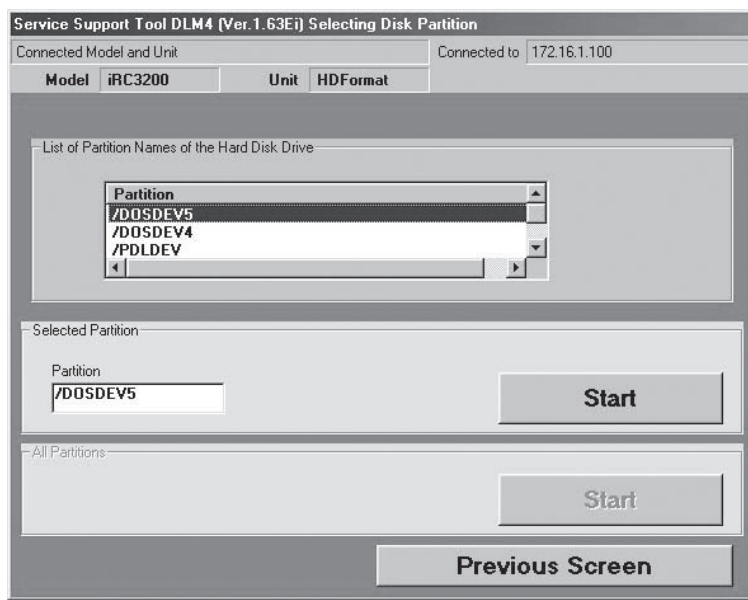 Service Support Tool DLM4 (Ver.1.63Ei) Selecting Disk Partition
Connected Model and Unit
Connected to 172.16.1.100
Model iRC3200 Unit HDFormat
List of Partition Names of the Hard Disk Drive
Partition
/DOSDEV5
/DOSDEV4
/PDLDEV
Selected Partition
Partition
/DOSDEV5
Start
All Partitions
Start
Previous Screen